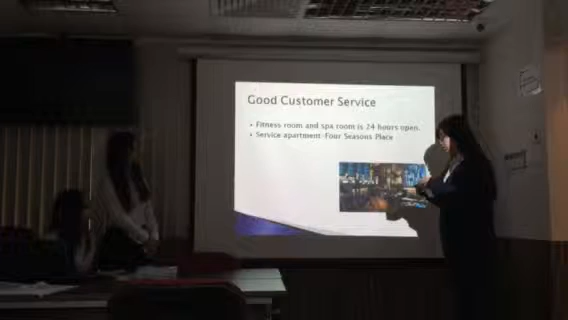 Good Customer Service
• Fitness room and spa room is 24 hours open.
• Service apartment-Four Seasons Place